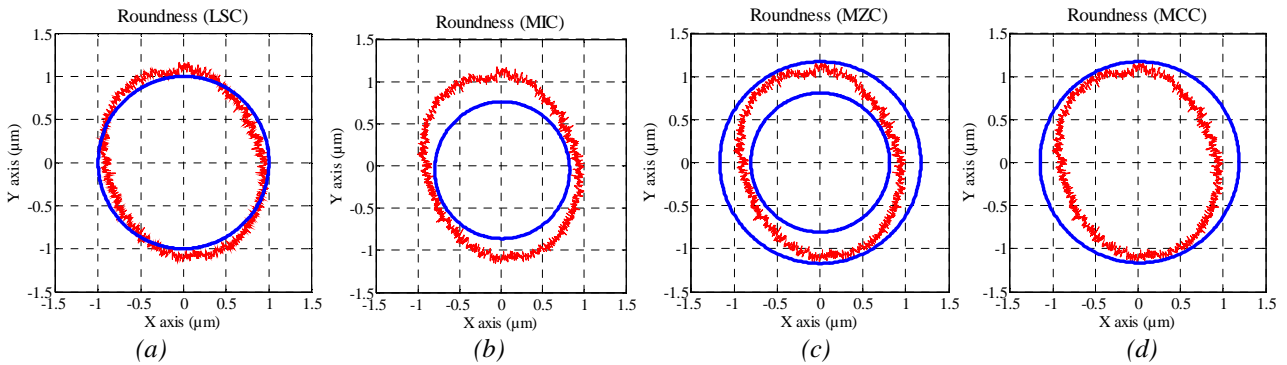 Roundness (LSC)
1.5
1
0.5
0
-0.5
-1
-1.5
Y axis (µm)
-1.5 -1 -0.5 0 0.5 1 1.5
X axis (µm)
(a)
Roundness (MIC)
1.5
1
0.5
0
-0.5
-1
-1.5
Y axis (µm)
-1.5 -1 -0.5 0 0.5 1 1.5
X axis (µm)
(b)
Roundness (MZC)
1.5
1
0.5
0
-0.5
-1
-1.5
Y axis (µm)
-1.5 -1 -0.5 0 0.5 1 1.5
X axis (µm)
(c)
Roundness (MCC)
1.5
1
0.5
0
-0.5
-1
-1.5
Y axis (µm)
-1.5 -1 -0.5 0 0.5 1 1.5
X axis (µm)
(d)